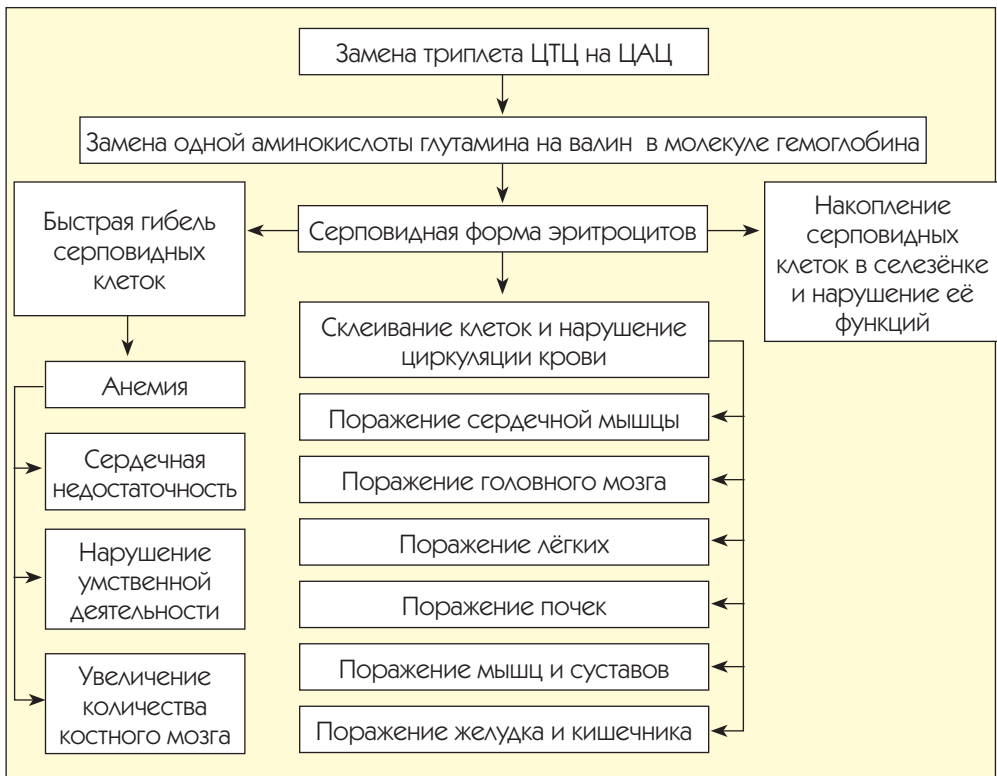 Замена триплета ЦТЦ на ЦАЦ
Замена одной аминокислоты глутамина на валин в молекуле гемоглобина
Быстрая гибель
серповидных
клеток
Серповидная форма эритроцитов
Накопление
серповидных
клеток в селезёнке
и нарушение её
функций
Склеивание клеток и нарушение
циркуляции крови
Анемия
Сердечная
недостаточность
Нарушение
умственной
деятельности
Увеличение
количества
костного мозга
Поражение сердечной мышцы
Поражение головного мозга
Поражение лёгких
Поражение почек
Поражение мышц и суставов
Поражение желудка и кишечника